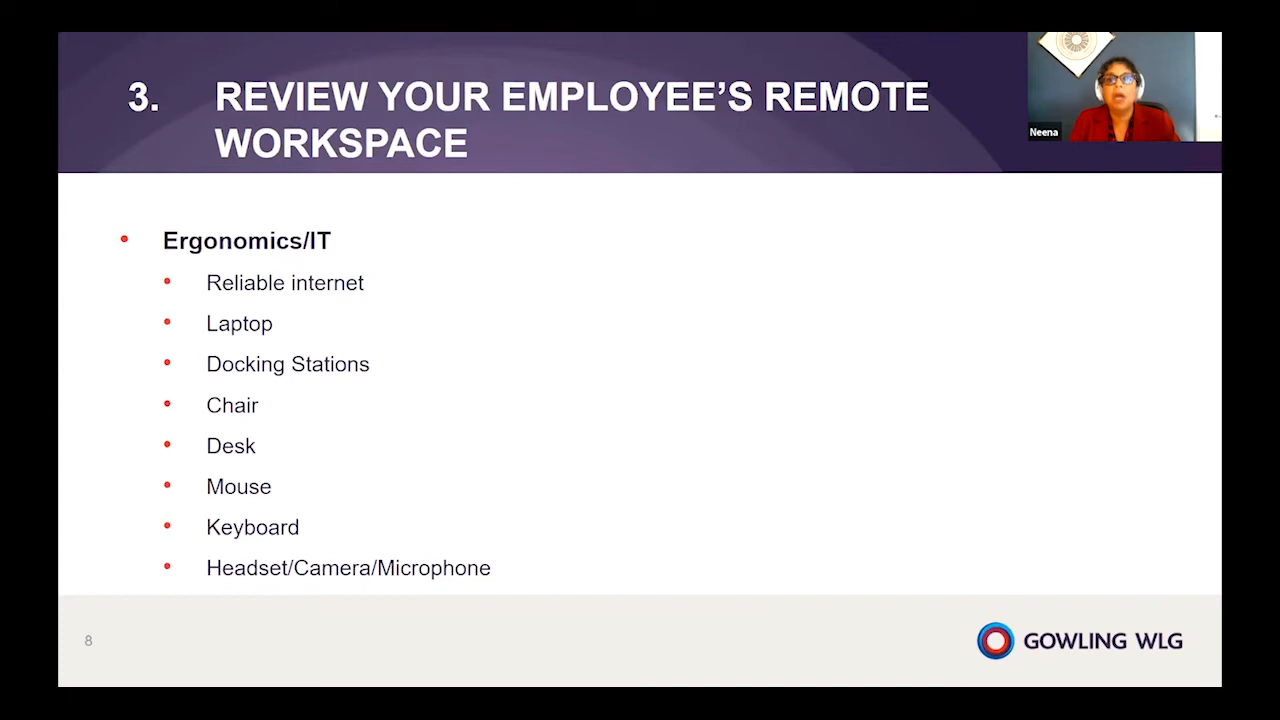 3. REVIEW YOUR EMPLOYEE'S REMOTE
WORKSPACE
Neena
• Ergonomics/IT
• Reliable internet
• Laptop
• Docking Stations
• Chair
• Desk
• Mouse
• Keyboard
• Headset/Camera/Microphone
8
GOWLING WLG